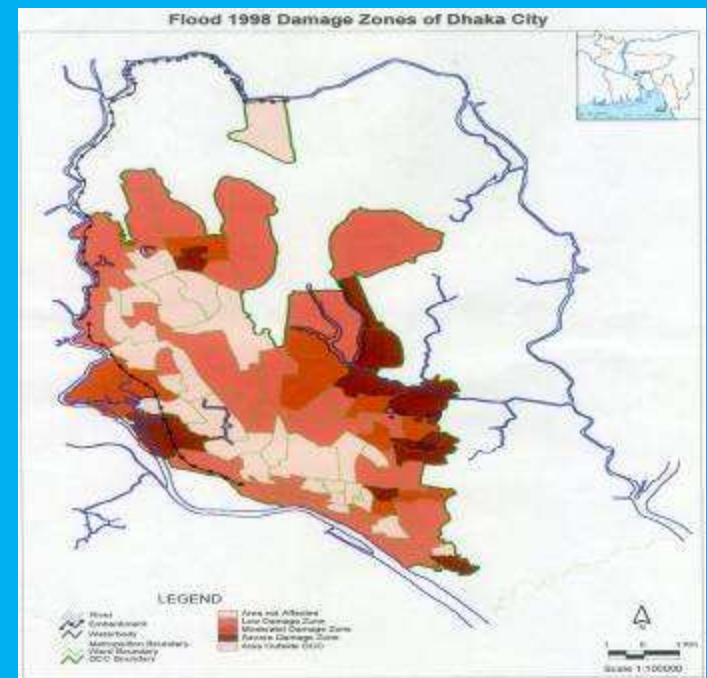 Flood 1998 Damage Zones of Dhaka City
LEGEND
River
Embankment
Waterbody
Metropolitan Boundary
Ward Boundary
DCC Boundary
Area not Affected
Low Damage Zone
Moderate Damage Zone
Severe Damage Zone
Area Outside DCC
Scale 1:100000